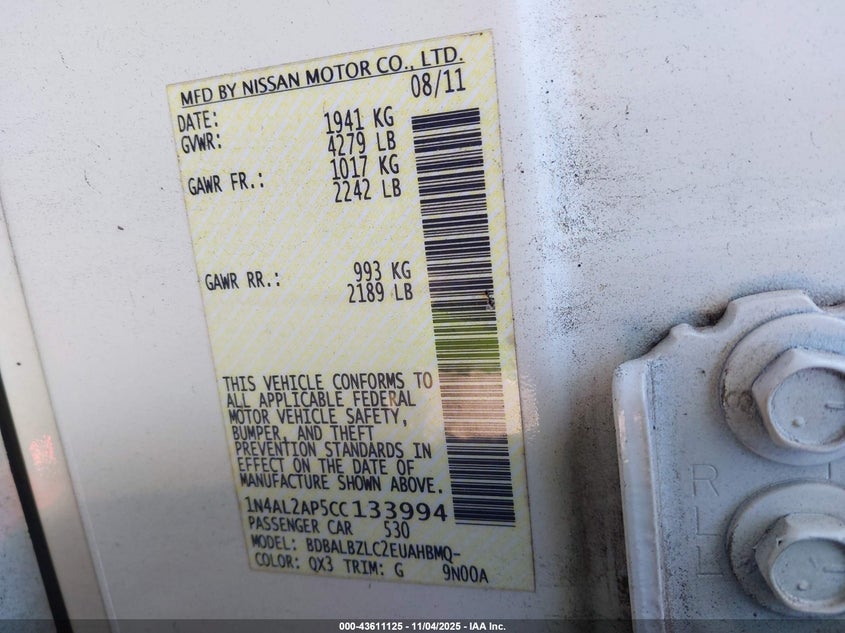 MFD BY NISSAN MOTOR CO., LTD.
DATE: 08/11
GVWR: 1941 KG
4279 LB
GAWR FR.: 1017 KG
2242 LB
GAWR RR.: 993 KG
2189 LB
THIS VEHICLE CONFORMS TO
ALL APPLICABLE FEDERAL
MOTOR VEHICLE SAFETY,
BUMPER, AND THEFT
PREVENTION STANDARDS IN
EFFECT ON THE DATE OF
MANUFACTURE SHOWN ABOVE.
1N4AL2AP5CC133994
PASSENGER CAR 530
MODEL: BDBALBZLC2EUAHBMQ-
COLOR: QX3 TRIM: G 9N00A
000-43611125 - 11/04/2025 - IAA Inc.